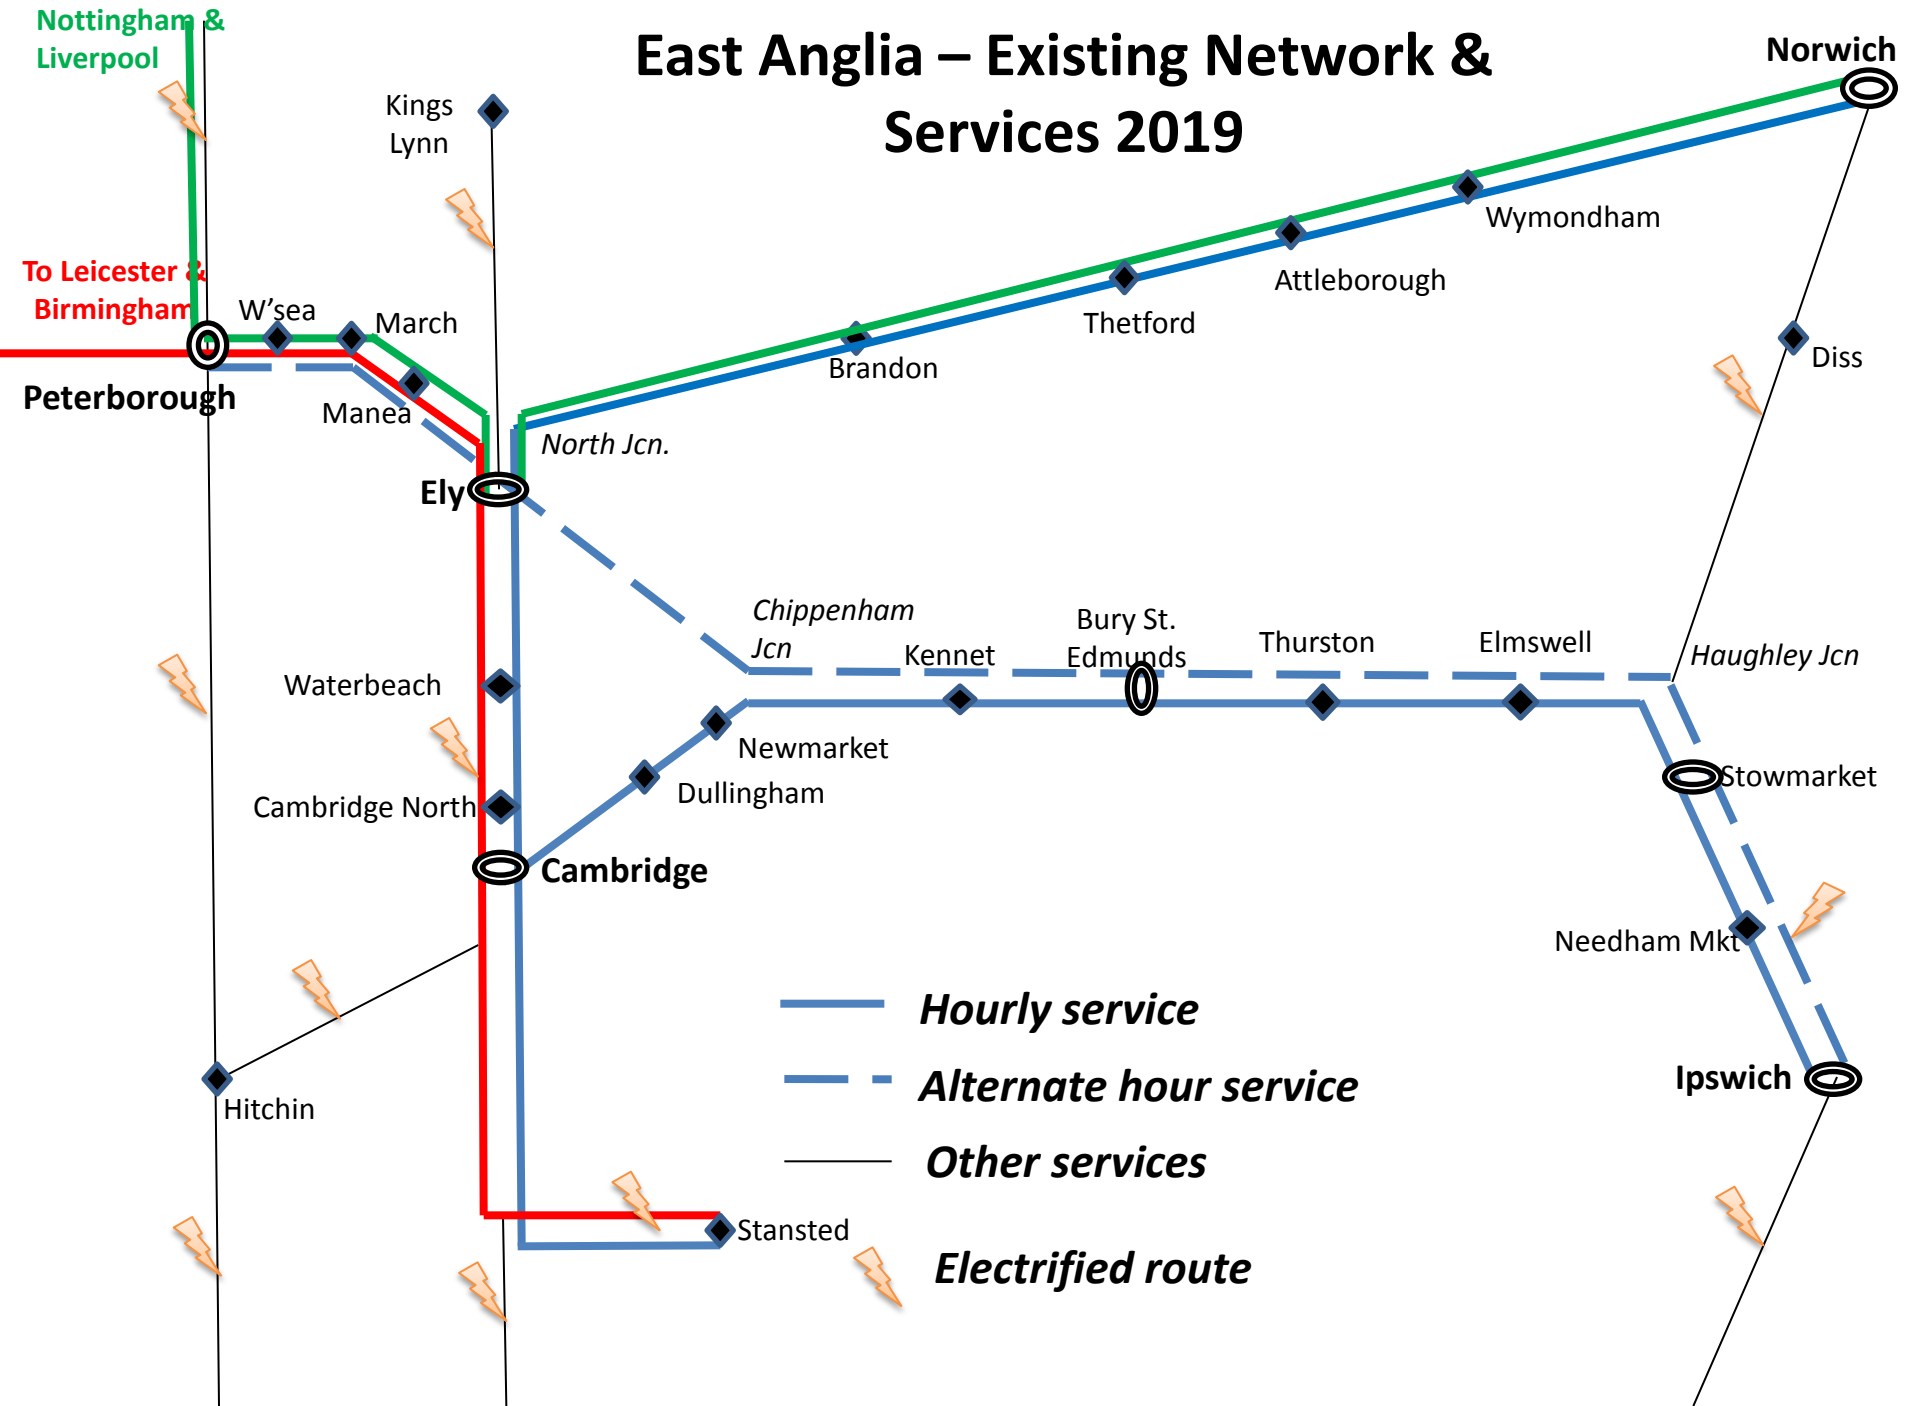 Nottingham &
Liverpool
East Anglia – Existing Network &
Services 2019
Norwich
Kings
Lynn
Wymondham
To Leicester &
Birmingham
W’sea
March
Attleborough
Thetford
Brandon
Diss
Peterborough
Manea
North Jcn.
Ely
Chippenham
Jcn
Kennet
Bury St.
Edmunds
Thurston
Elmswell
Haughley Jcn
Waterbeach
Newmarket
Dullingham
Stowmarket
Cambridge North
Cambridge
Needham Mkt
Hourly service
Alternate hour service
Ipswich
Hitchin
Other services
Stansted
Electrified route